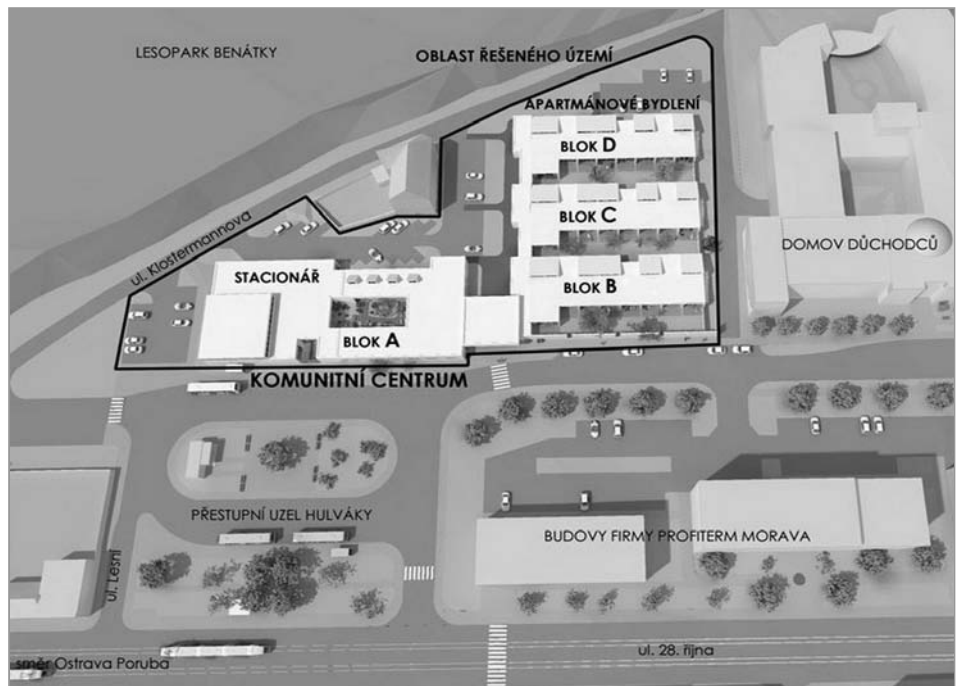 LESOPARK BENÁTKY
OBLAST ŘEŠENÉHO ÚZEMÍ
APARTMÁNOVÉ BYDLENÍ
BLOK D
BLOK C
BLOK B
DOMOV DŮCHODCŮ
ul. Klostermannova
STACIONÁŘ
BLOK A
KOMUNITNÍ CENTRUM
PŘESTUPNÍ UZEL HULVÁKY
BUDOVY FIRMY PROFITERM MORAVA
ul. Lesní
směr Ostrava Poruba
ul. 28. října